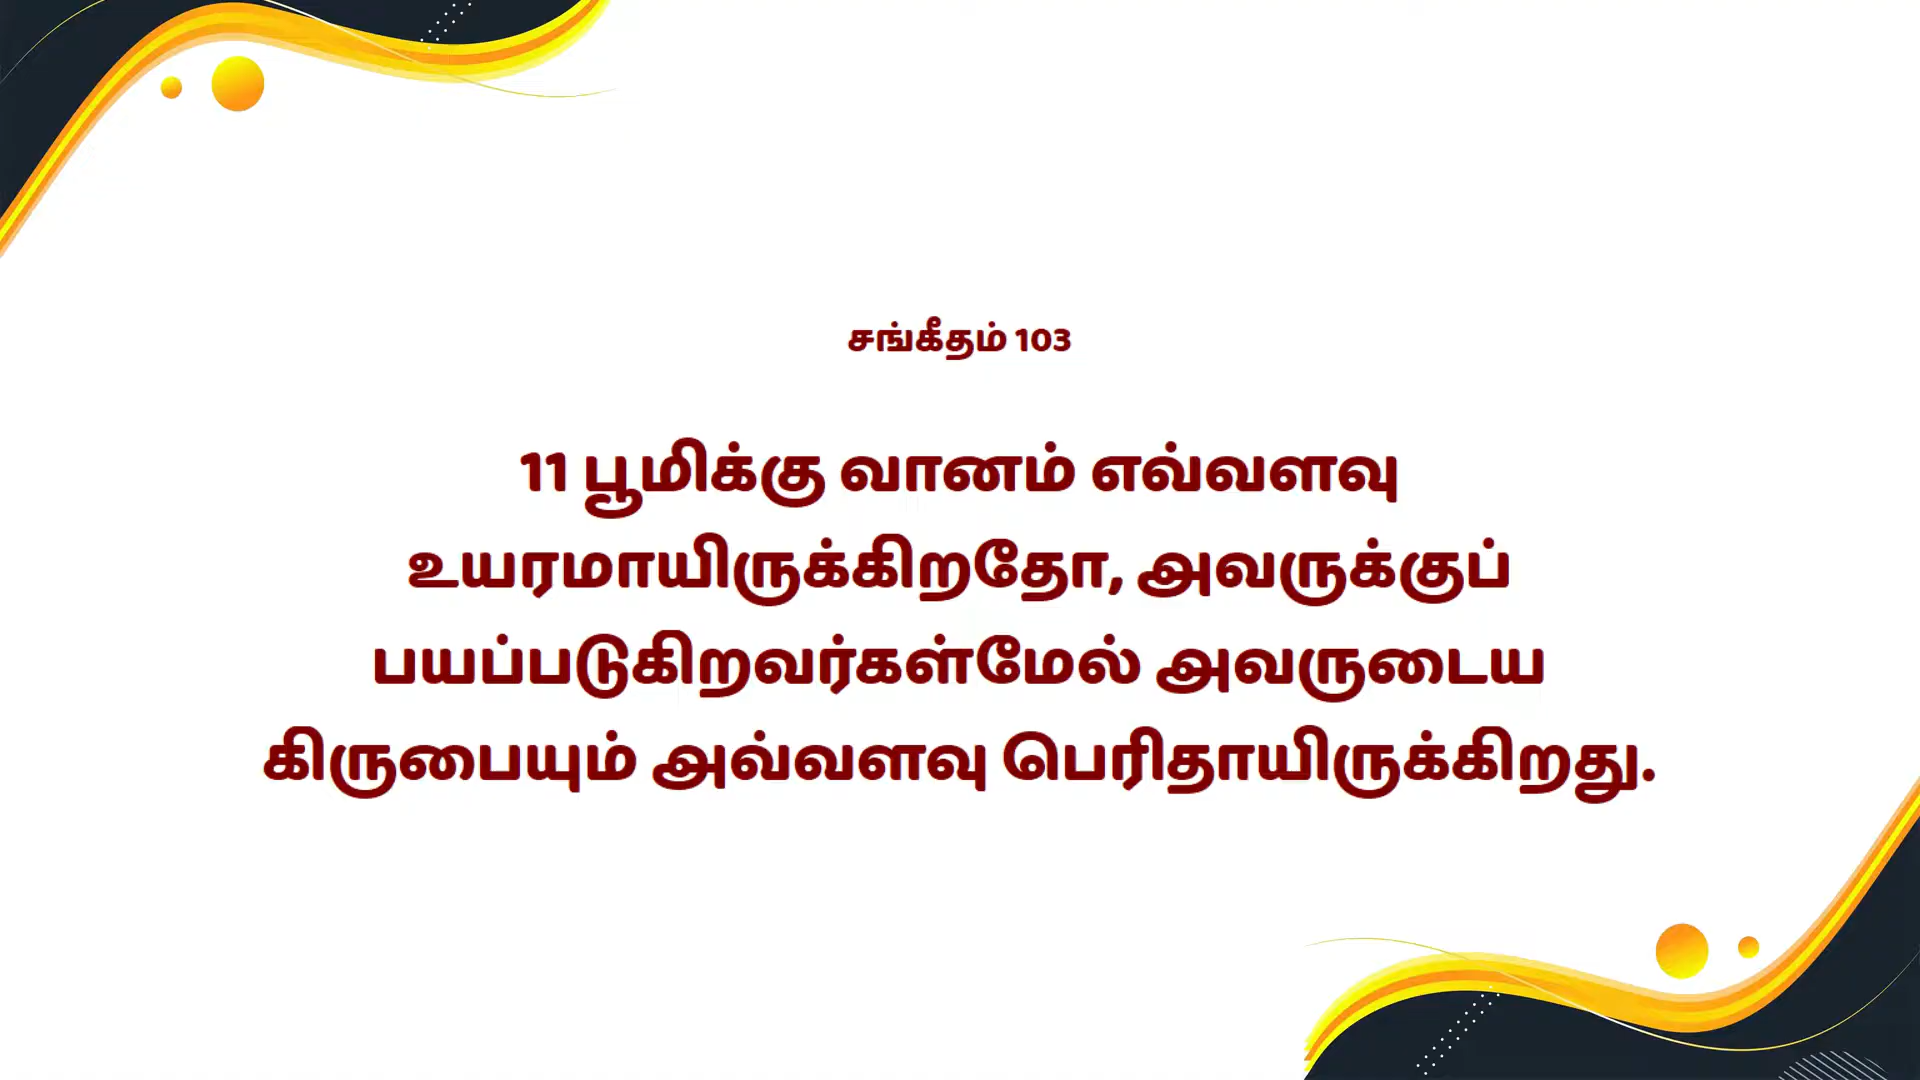 சங்கீதம் 103
11 பூமிக்கு வானம் எவ்வளவு
உயரமாயிருக்கிறதோ, அவருக்குப்
பயப்படுகிறவர்கள்மேல் அவருடைய
கிருபையும் அவ்வளவு பெரிதாயிருக்கிறது.